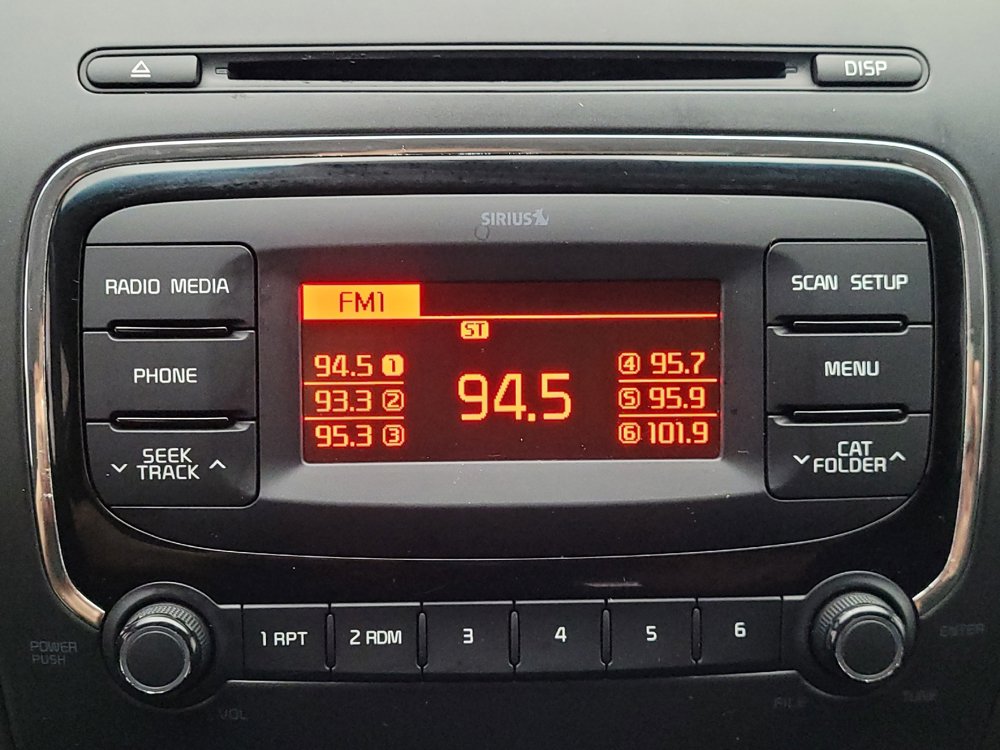 DISP
SIRIUS
RADIO MEDIA
PHONE
SEEK
TRACK
FM1
ST
94.5 1
93.3 2
95.3 3
94.5
4 95.7
5 95.9
6 101.9
SCAN SETUP
MENU
CAT
FOLDER
POWER
PUSH
VOL
1 RPT
2 RDM
3
4
5
6
ENTER
FILE
TUNE